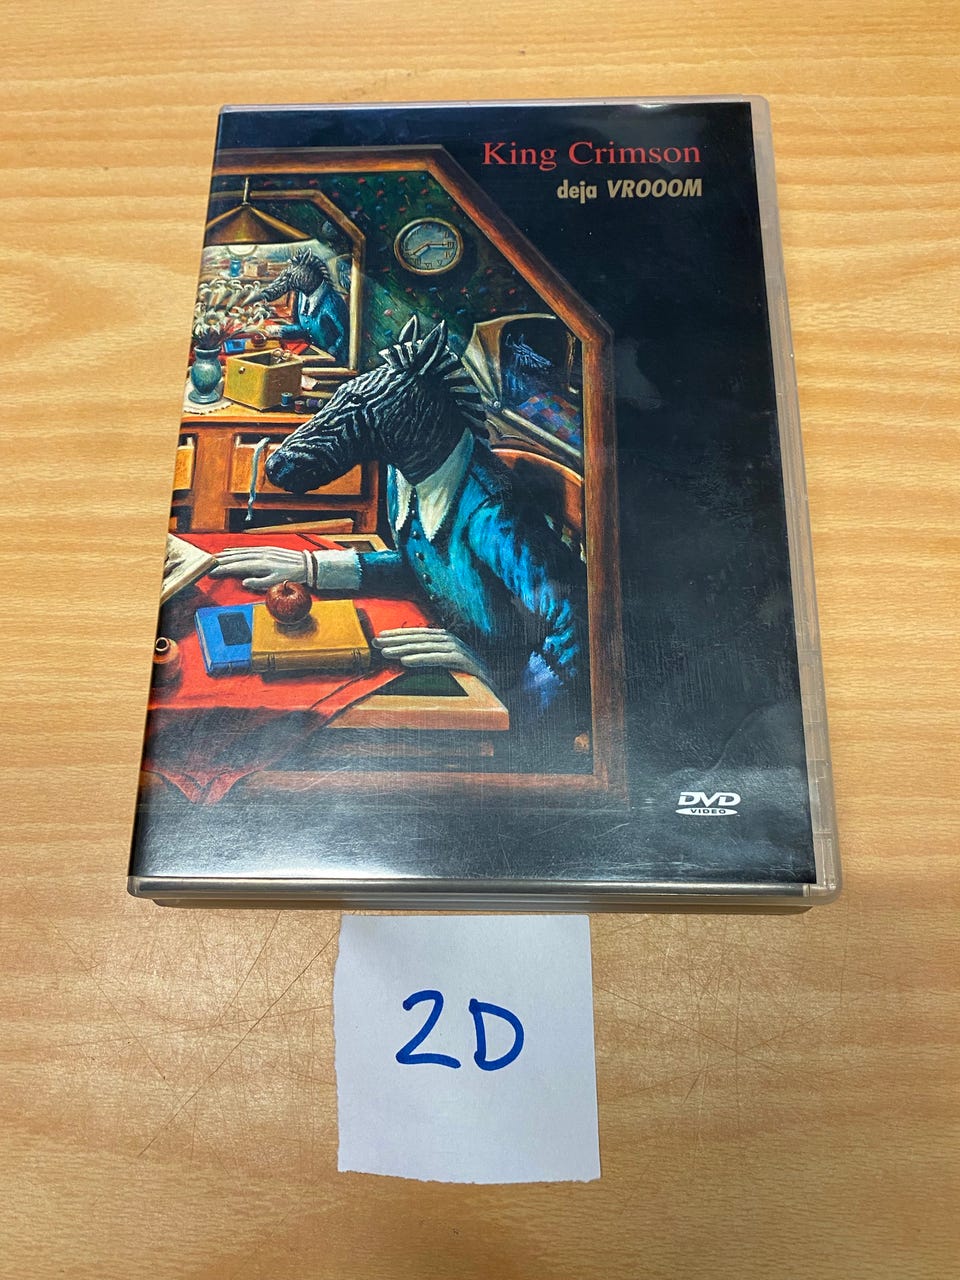 King Crimson
deja VROOOM
DVD
VIDEO
2D